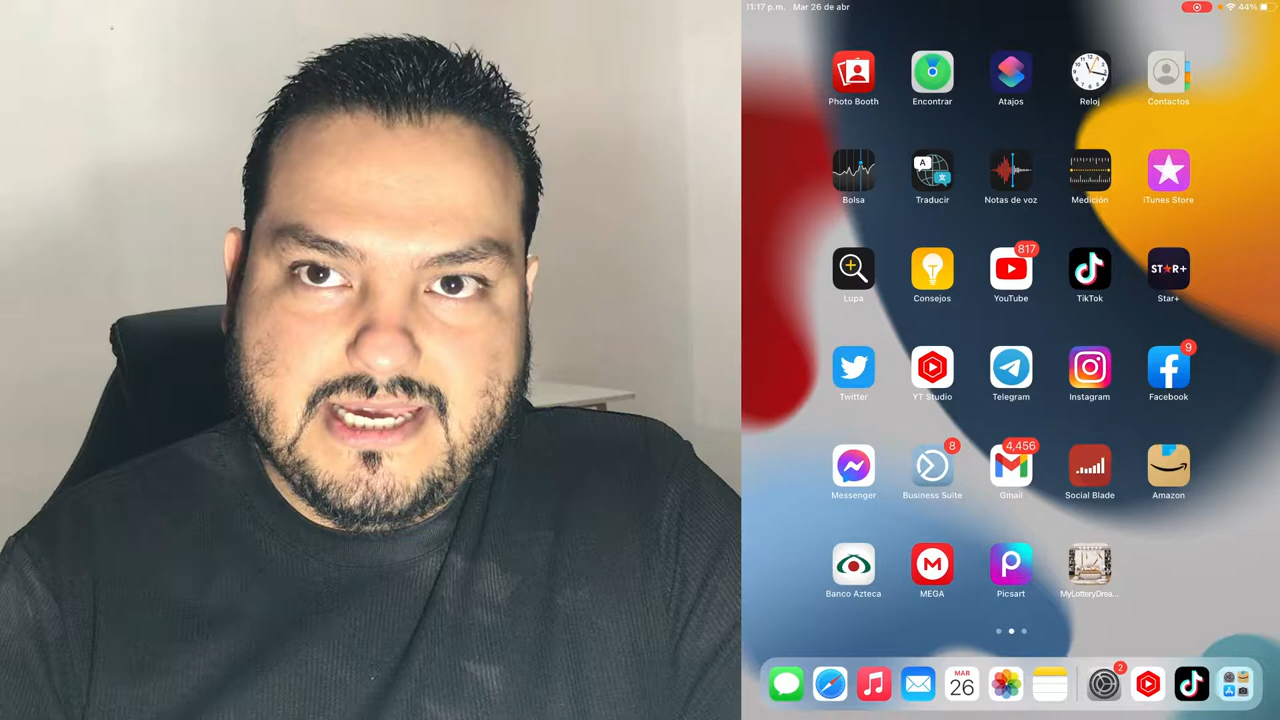 11:17 p.m. Mar 26 de abr
44%
Photo Booth
Encontrar
Atajos
Reloj
Contactos
Bolsa
Traducir
Notas de voz
Medición
iTunes Store
817
STAR+
Lupa
Consejos
YouTube
TikTok
Star+
9
Twitter
YT Studio
Telegram
Instagram
Facebook
8
4,456
Messenger
Business Suite
Gmail
Social Blade
Amazon
Banco Azteca
MEGA
Picsart
MyLotteryDrea...
MAR
26
2